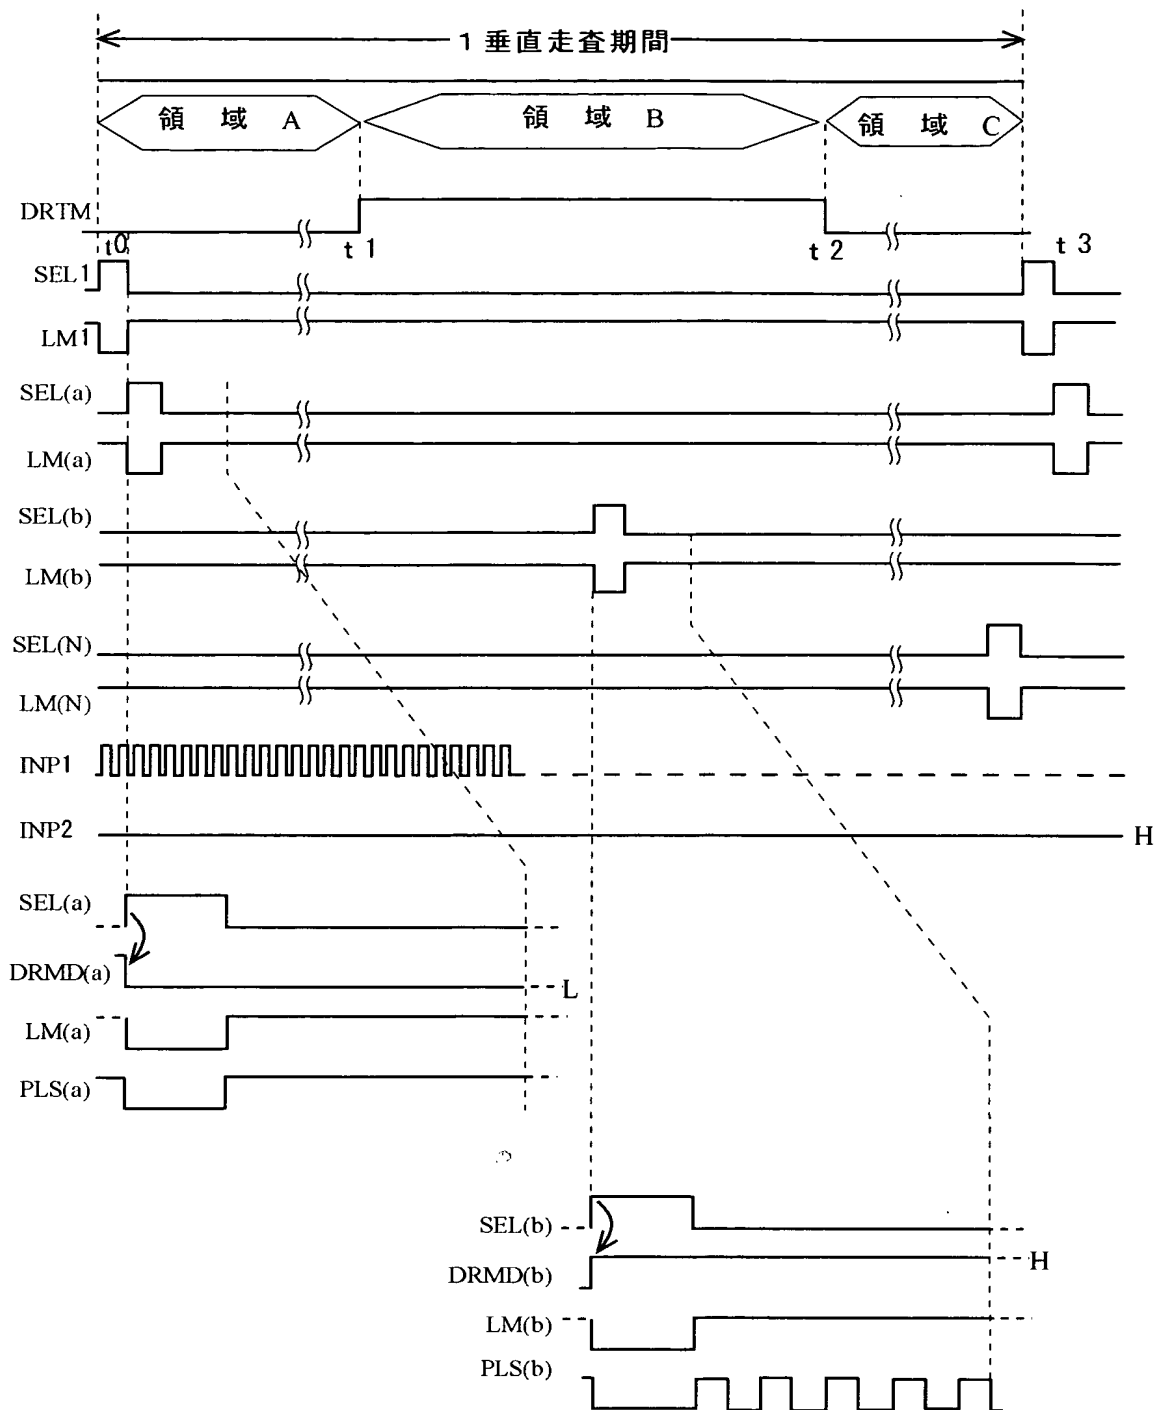 1 垂直走査期間
領 域 A
領 域 B
領 域 C
DRTM
t0
t 1
t 2
t 3
SEL1
LM1
SEL(a)
LM(a)
SEL(b)
LM(b)
SEL(N)
LM(N)
INP1
INP2
H
SEL(a)
DRMD(a)
L
LM(a)
PLS(a)
SEL(b)
DRMD(b)
H
LM(b)
PLS(b)